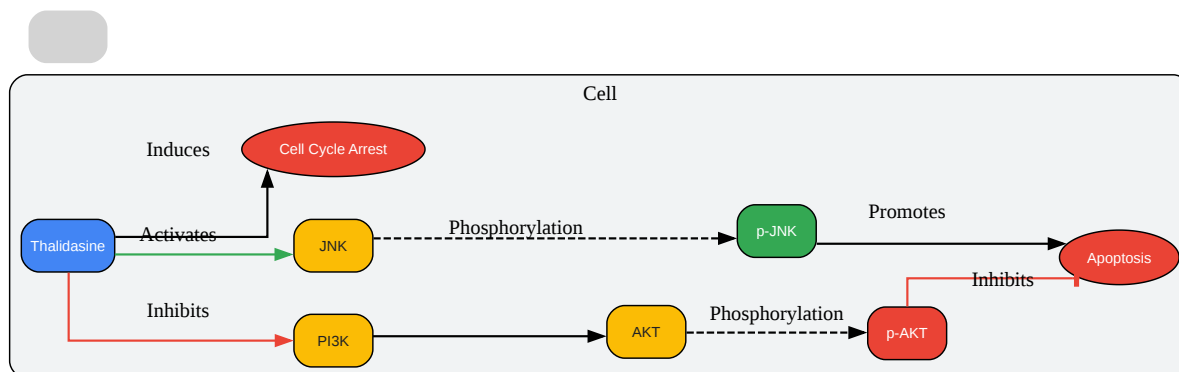 Cell
Induces
Cell Cycle Arrest
Thalidasine
Activates
JNK
Phosphorylation
p-JNK
Promotes
Apoptosis
Inhibits
PI3K
AKT
Phosphorylation
p-AKT
Inhibits